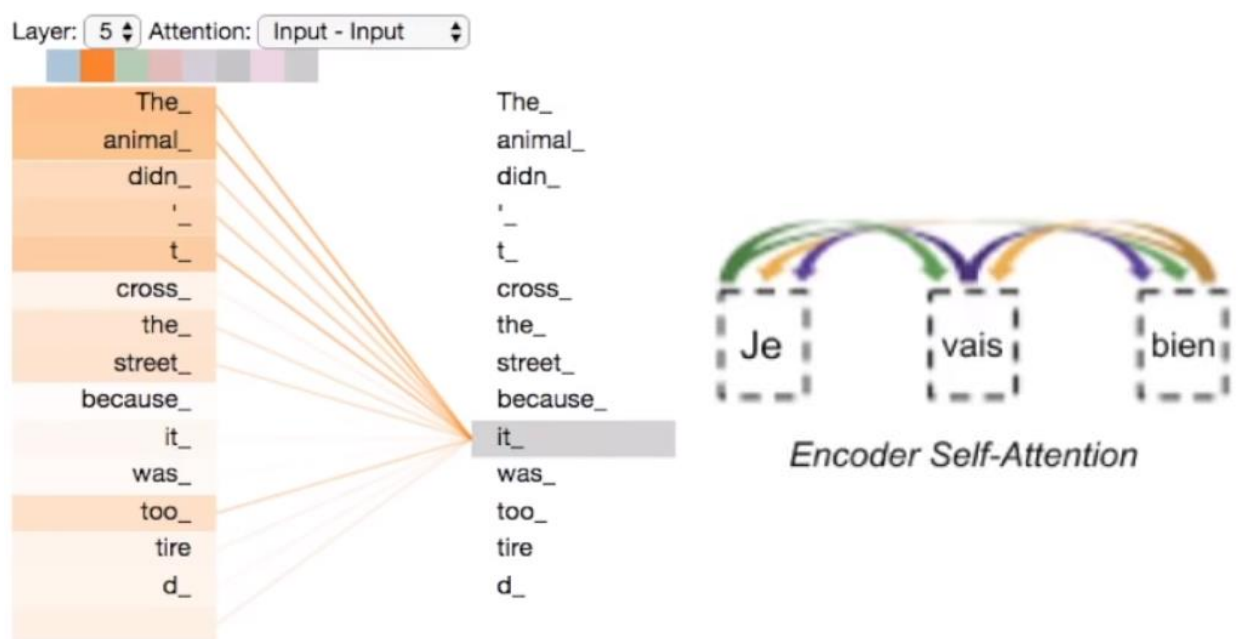 Layer: 5 Attention: Input - Input
The_ The_
animal_ animal_
didn_ didn_
'_ '_
t_ t_
cross_ cross_
the_ the_
street_ street_
because_ because_
it_ it_
was_ was_
too_ too_
tire tire
d_ d_
Je vais bien
Encoder Self-Attention